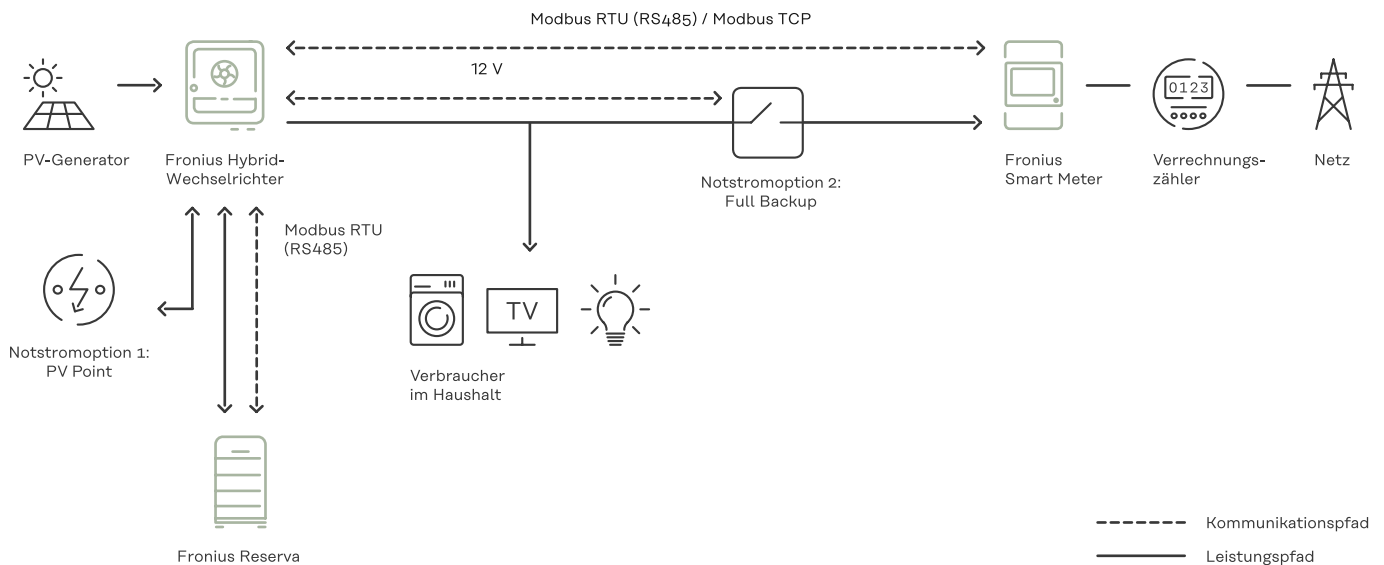 Modbus RTU (RS485) / Modbus TCP
12 V
0123
PV-Generator
Fronius Hybrid-
Wechselrichter
Notstromoption 2:
Full Backup
Fronius
Smart Meter
Verrechnungs-
zähler
Netz
Modbus RTU
(RS485)
TV
Notstromoption 1:
PV Point
Verbraucher
im Haushalt
Fronius Reserva
Kommunikationspfad
Leistungspfad